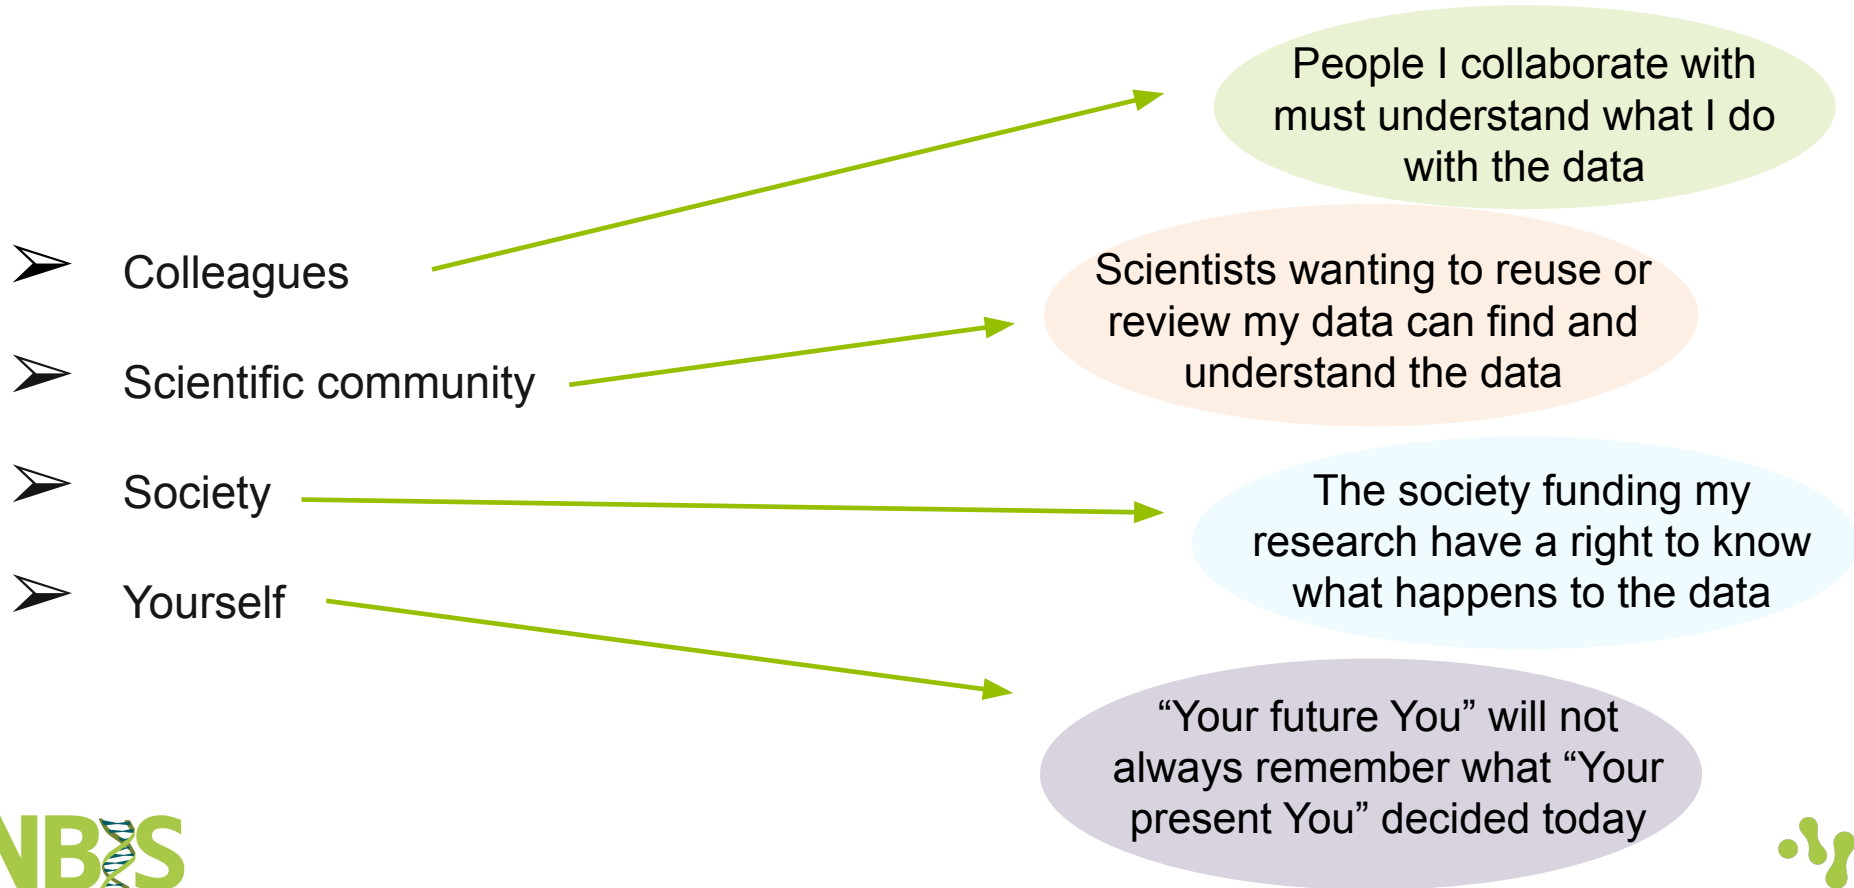 People I collaborate with
must understand what I do
with the data
Colleagues
Scientists wanting to reuse or
review my data can find and
understand the data
Scientific community
Society
The society funding my
research have a right to know
what happens to the data
Yourself
“Your future You” will not
always remember what “Your
present You” decided today
NBIS